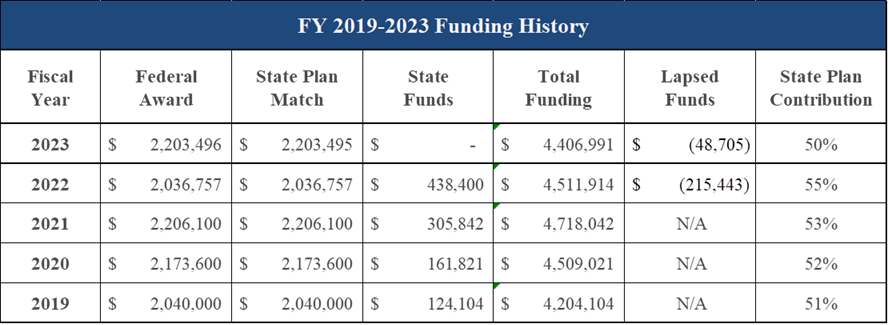 FY 2019-2023 Funding History
Fiscal Year Federal Award State Plan Match State Funds Total Funding Lapsed Funds State Plan Contribution
2023 $ 2,203,496 $ 2,203,495 $ - $ 4,406,991 $ (48,705) 50%
2022 $ 2,036,757 $ 2,036,757 $ 438,400 $ 4,511,914 $ (215,443) 55%
2021 $ 2,206,100 $ 2,206,100 $ 305,842 $ 4,718,042 N/A 53%
2020 $ 2,173,600 $ 2,173,600 $ 161,821 $ 4,509,021 N/A 52%
2019 $ 2,040,000 $ 2,040,000 $ 124,104 $ 4,204,104 N/A 51%